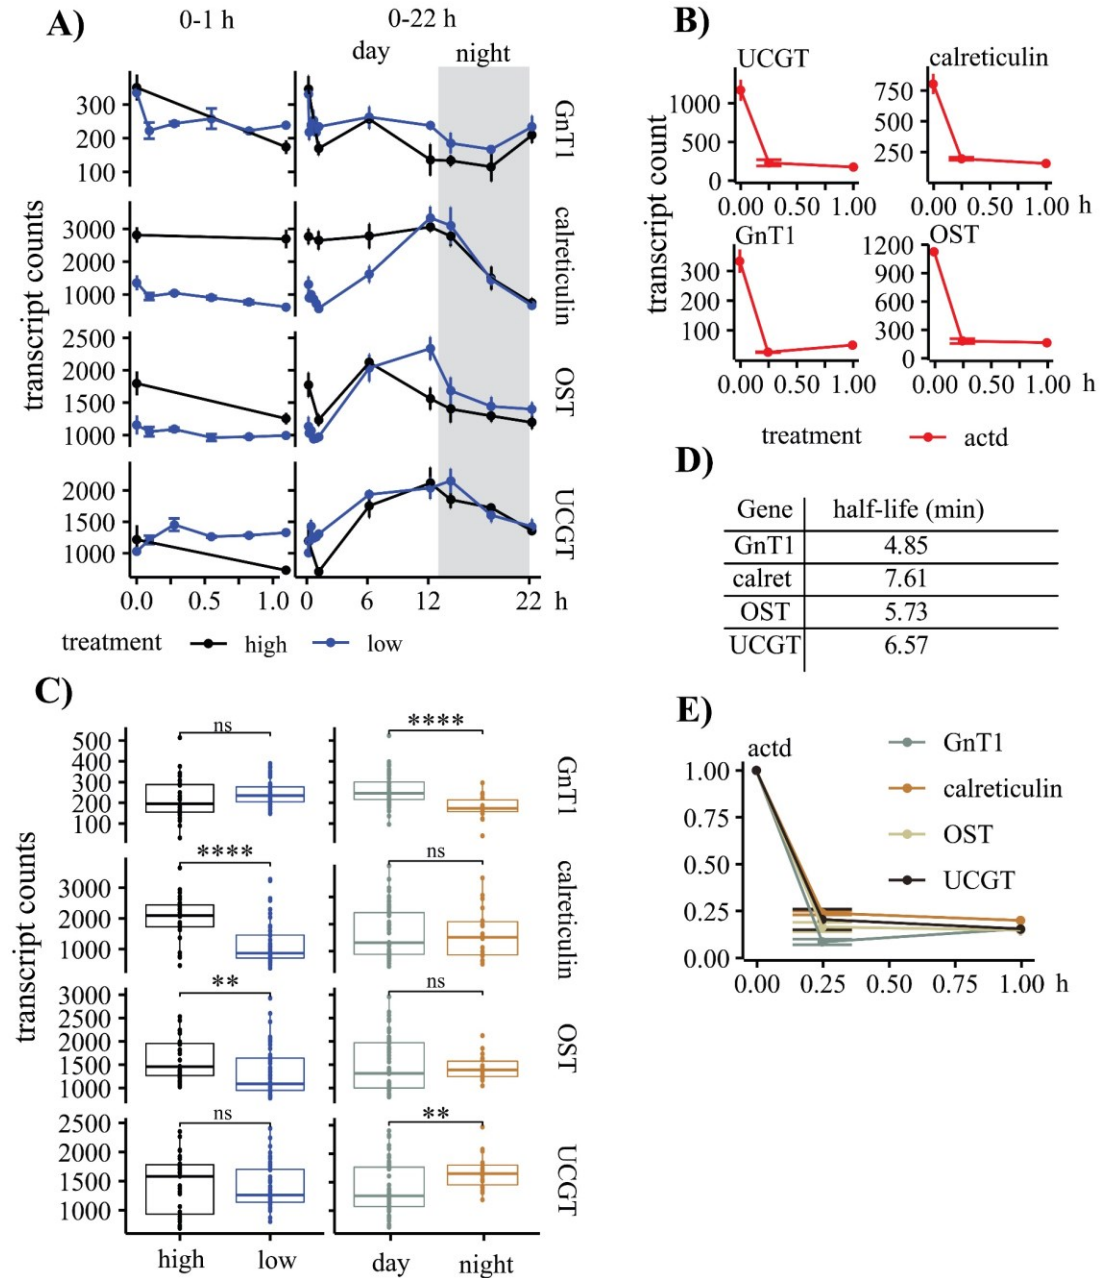 A)
0-1 h
0-22 h
day
night
transcript counts
300
200
100
GnT1
3000
2000
1000
calreticulin
2500
2000
1500
1000
OST
2000
1500
1000
UCGT
0.0 0.5 1.0 0 6 12 22 h
treatment high low
B)
transcript count
UCGT
1000
500
0
0.00 0.50 1.00
calreticulin
750
500
250
0.00 0.50 1.00 h
GnT1
300
200
100
0.00 0.50 1.00
OST
1200
900
600
300
0
0.00 0.50 1.00 h
treatment actd
C)
transcript counts
ns
****
500
400
300
200
100
GnT1
****
ns
3000
2000
1000
calreticulin
**
ns
3000
2500
2000
1500
1000
OST
ns
**
2500
2000
1500
1000
UCGT
high low day night
D)
Gene half-life (min)
GnT1 4.85
calret 7.61
OST 5.73
UCGT 6.57
E)
actd
1.00
0.75
0.50
0.25
0.00
0.00 0.25 0.50 0.75 1.00 h
GnT1
calreticulin
OST
UCGT